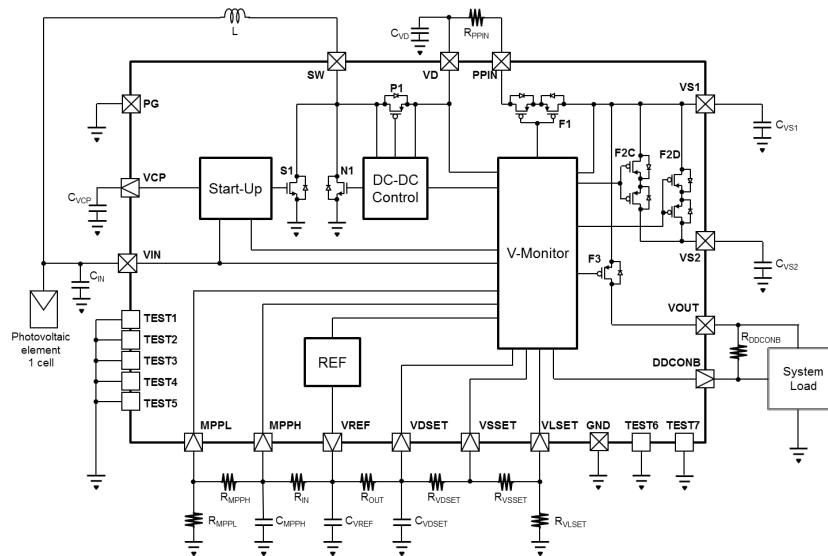 L
CVD
RPPIN
SW
VD
PPIN
PG
P1
F1
VS1
CVS1
VCP
CVCP
Start-Up
S1
N1
DC-DC
Control
F2C
F2D
V-Monitor
VIN
CIN
VS2
CVS2
F3
Photovoltaic
element
1 cell
TEST1
TEST2
TEST3
TEST4
TEST5
REF
VOUT
RDDCONB
DDCONB
System
Load
MPPL
MPPH
VREF
VDSET
VSSET
VLSET
GND
TEST6
TEST7
RMPPH
RIN
ROUT
RVDSET
RVSSET
RMPPL
CMPPH
CVREF
CVDSET
RVLSET